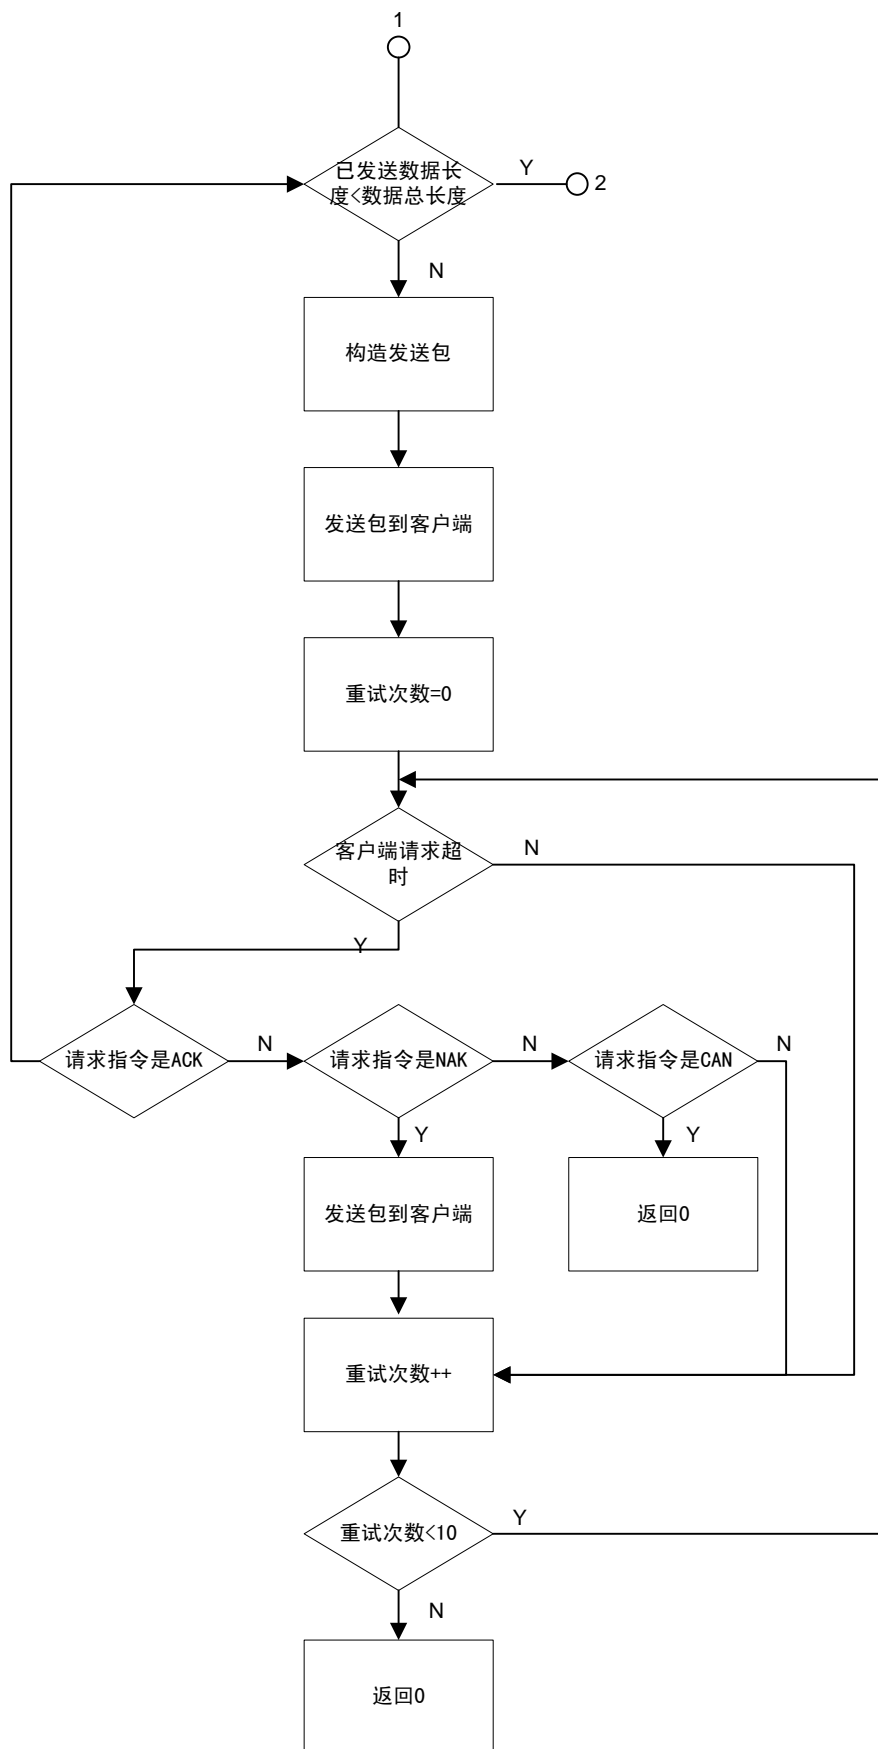 1
已发送数据长
度<数据总长度
Y
2
N
构造发送包
发送包到客户端
重试次数=0
客户端请求超
时
N
Y
请求指令是ACK
N
请求指令是NAK
N
请求指令是CAN
N
Y
Y
发送包到客户端
返回0
重试次数++
重试次数<10
Y
N
返回0